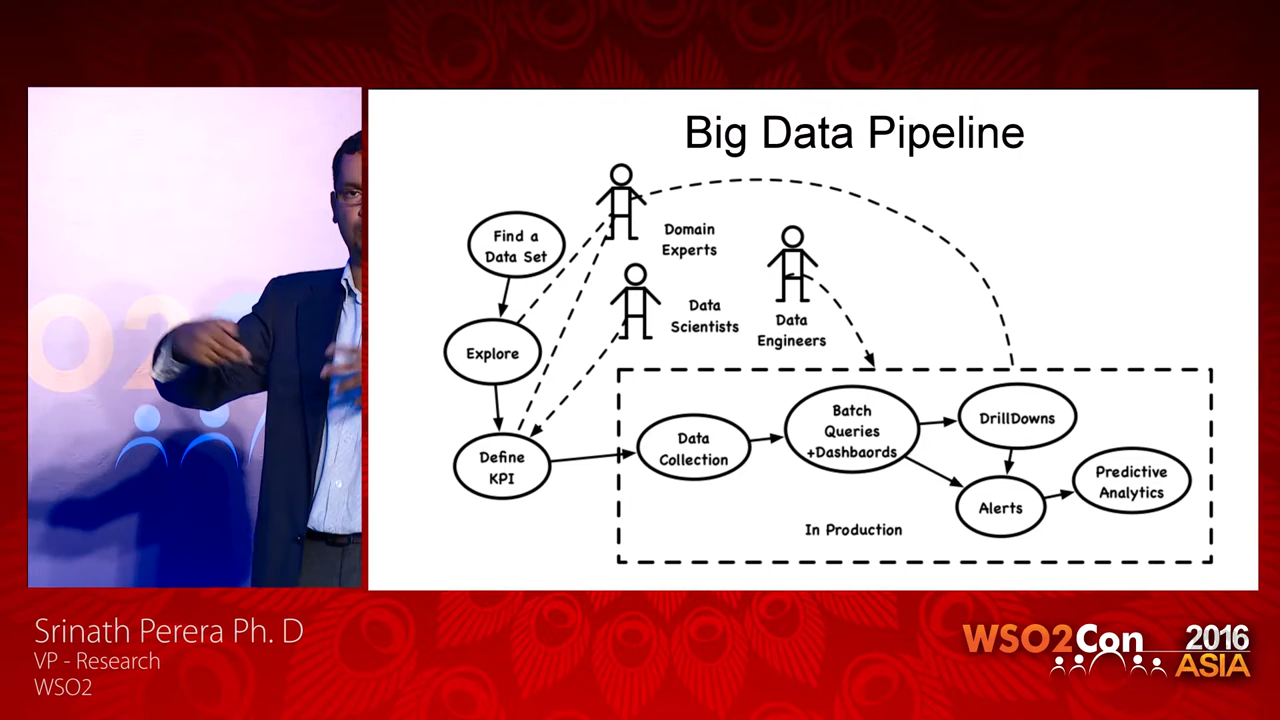 Big Data Pipeline
Find a
Data Set
Domain
Experts
Data
Scientists
Data
Engineers
Explore
Define
KPI
Data
Collection
Batch
Queries
+Dashbaords
DrillDowns
Alerts
Predictive
Analytics
In Production
O2
Srinath Perera Ph. D
VP - Research
WSO2
WSO2Con 2016
ASIA